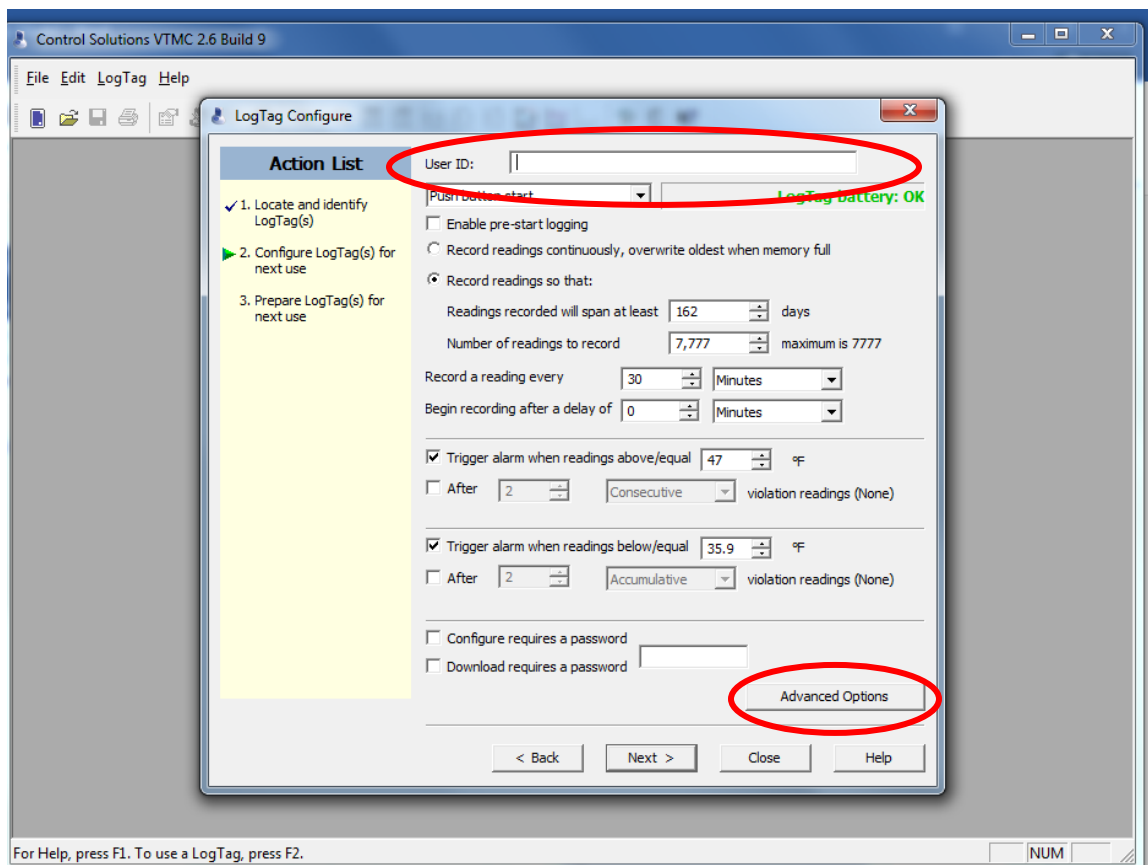 Control Solutions VTMC 2.6 Build 9
File Edit LogTag Help
LogTag Configure
Action List
1. Locate and identify
LogTag(s)
2. Configure LogTag(s) for
next use
3. Prepare LogTag(s) for
next use
User ID:
Push button start
LogTag battery: OK
Enable pre-start logging
Record readings continuously, overwrite oldest when memory full
Record readings so that:
Readings recorded will span at least 162 days
Number of readings to record 7,777 maximum is 7777
Record a reading every 30 Minutes
Begin recording after a delay of 0 Minutes
Trigger alarm when readings above/equal 47 ºF
After 2 Consecutive violation readings (None)
Trigger alarm when readings below/equal 35.9 ºF
After 2 Accumulative violation readings (None)
Configure requires a password
Download requires a password
Advanced Options
< Back Next > Close Help
For Help, press F1. To use a LogTag, press F2. NUM